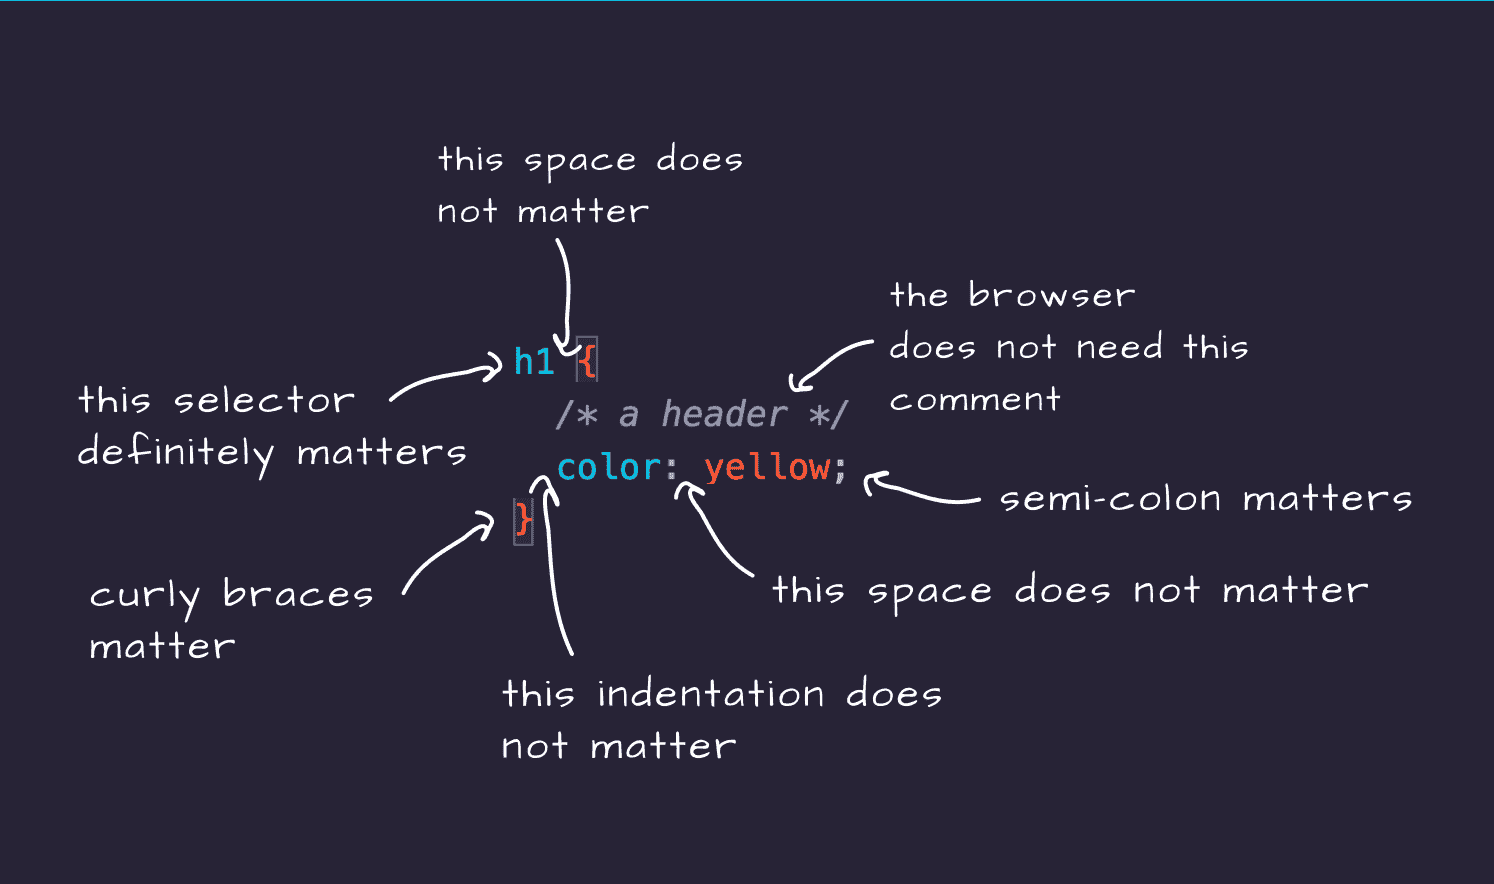 this space does
not matter
the browser
does not need this
comment
h1 {
this selector
definitely matters
/* a header */
color: yellow;
semi-colon matters
}
curly braces
matter
this space does not matter
this indentation does
not matter